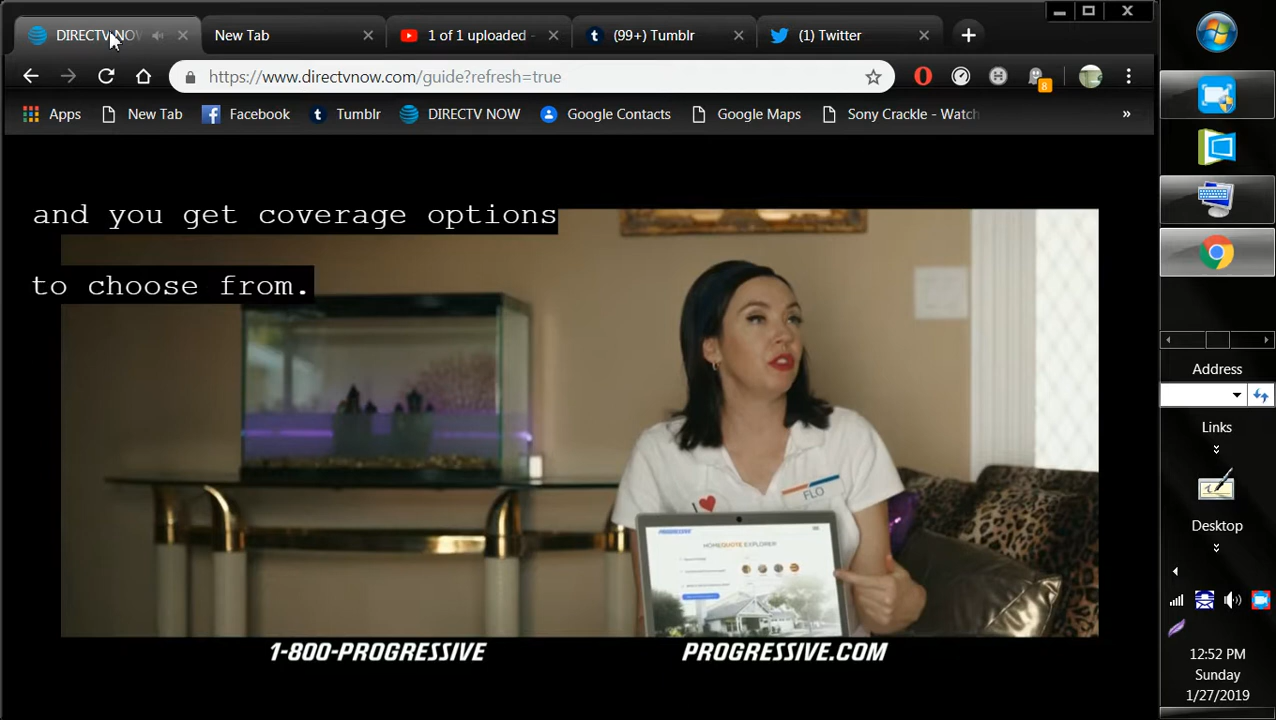 DIRECTV NOW
New Tab
1 of 1 uploaded -
(99+) Tumblr
(1) Twitter
https://www.directvnow.com/guide?refresh=true
8
Apps
New Tab
Facebook
Tumblr
DIRECTV NOW
Google Contacts
Google Maps
Sony Crackle - Watch
»
and you get coverage options
to choose from.
FLO
I
PROGRESSIVE
HOMEQUOTE EXPLORER
1-800-PROGRESSIVE
PROGRESSIVE.COM
Address
Links
Desktop
12:52 PM
Sunday
1/27/2019